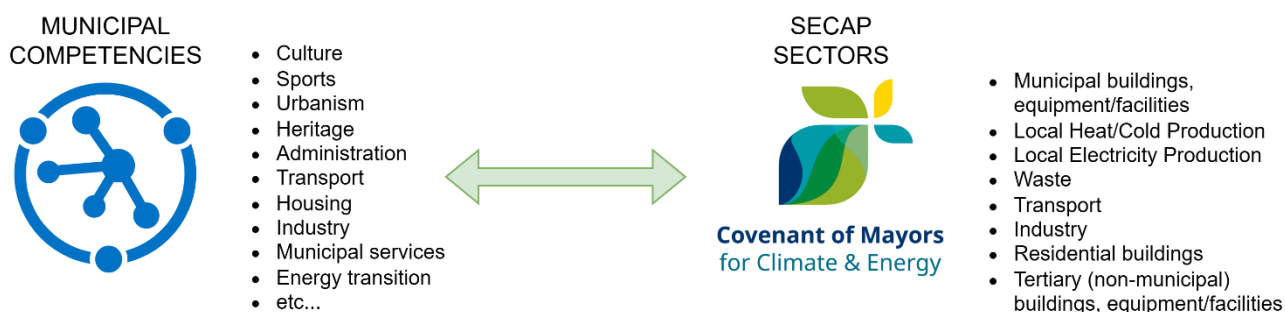 MUNICIPAL
COMPETENCIES
• Culture
• Sports
• Urbanism
• Heritage
• Administration
• Transport
• Housing
• Industry
• Municipal services
• Energy transition
• etc...
SECAP
SECTORS
Covenant of Mayors
for Climate & Energy
• Municipal buildings,
equipment/facilities
• Local Heat/Cold Production
• Local Electricity Production
• Waste
• Transport
• Industry
• Residential buildings
• Tertiary (non-municipal)
buildings, equipment/facilities